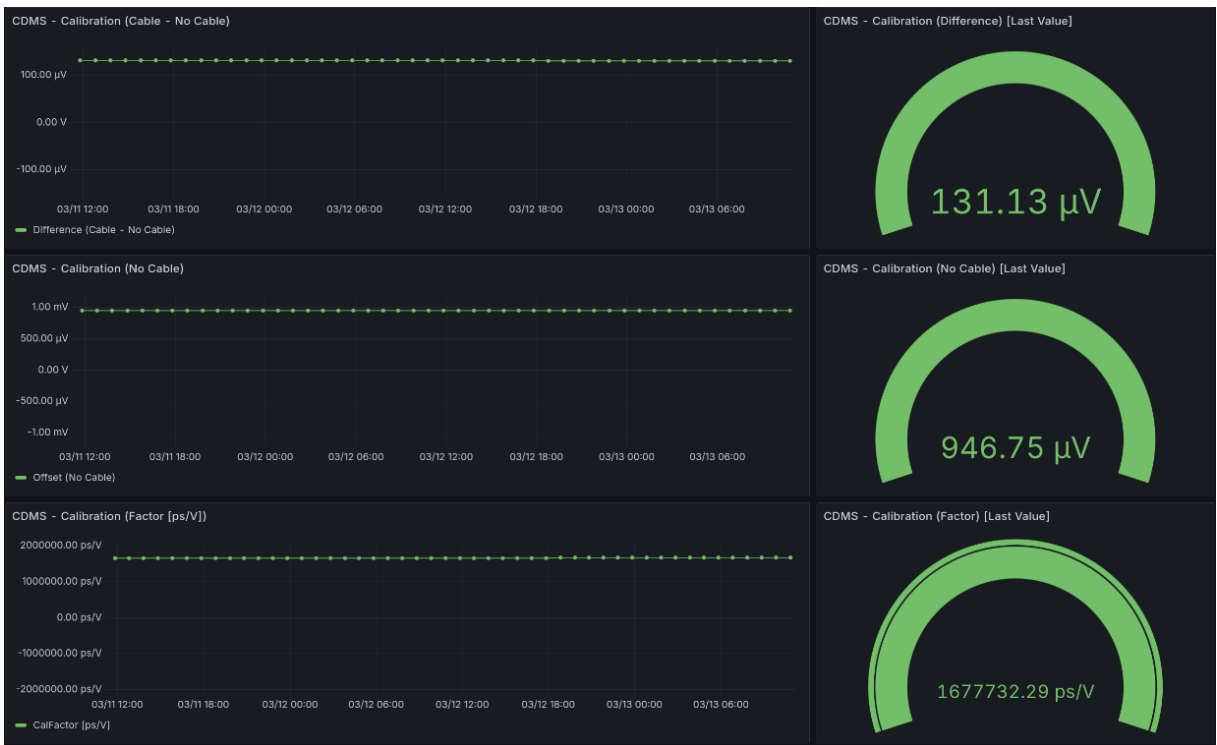 CDMS - Calibration (Cable - No Cable)
100.00 µV
0.00 V
-100.00 µV
03/11 12:00 03/11 18:00 03/12 00:00 03/12 06:00 03/12 12:00 03/12 18:00 03/13 00:00 03/13 06:00
Difference (Cable - No Cable)
CDMS - Calibration (Difference) [Last Value]
131.13 µV
CDMS - Calibration (No Cable)
1.00 mV
500.00 µV
0.00 V
-500.00 µV
-1.00 mV
03/11 12:00 03/11 18:00 03/12 00:00 03/12 06:00 03/12 12:00 03/12 18:00 03/13 00:00 03/13 06:00
Offset (No Cable)
CDMS - Calibration (No Cable) [Last Value]
946.75 µV
CDMS - Calibration (Factor [ps/V])
2000000.00 ps/V
1000000.00 ps/V
0.00 ps/V
-1000000.00 ps/V
-2000000.00 ps/V
03/11 12:00 03/11 18:00 03/12 00:00 03/12 06:00 03/12 12:00 03/12 18:00 03/13 00:00 03/13 06:00
CalFactor [ps/V]
CDMS - Calibration (Factor) [Last Value]
1677732.29 ps/V